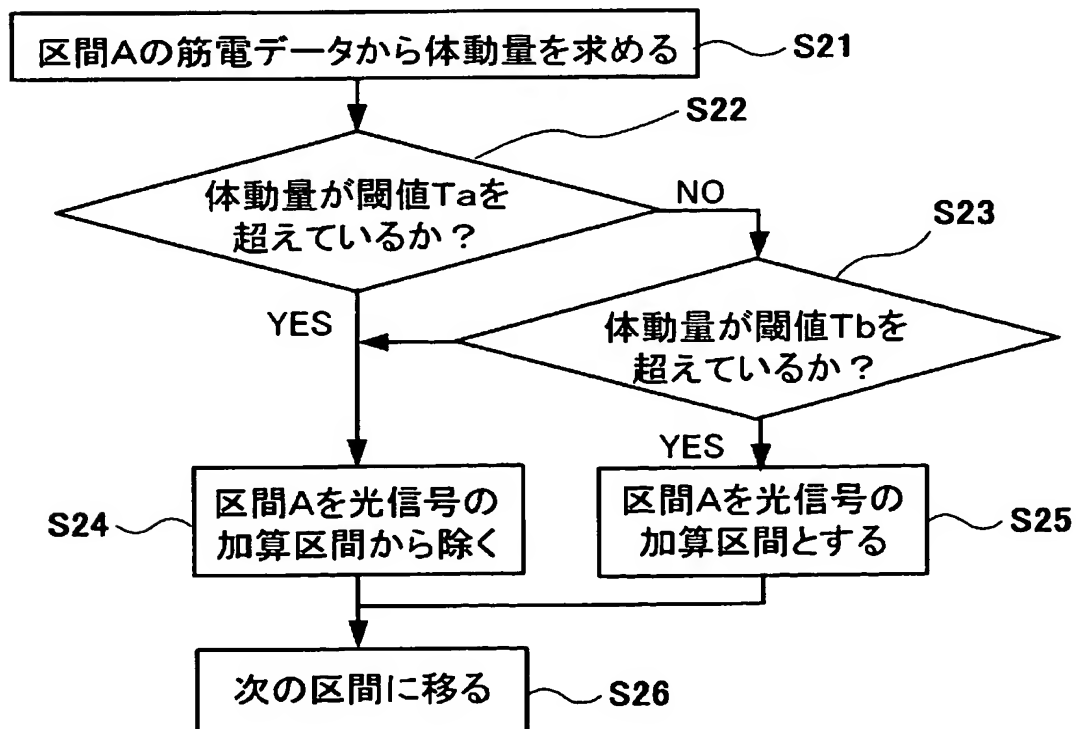 区間Aの筋電データから体動量を求める
S21
S22
体動量が閾値Taを
超えているか？
NO
S23
YES
体動量が閾値Tbを
超えているか？
YES
S24
区間Aを光信号の
加算区間から除く
区間Aを光信号の
加算区間とする
S25
次の区間に移る
S26